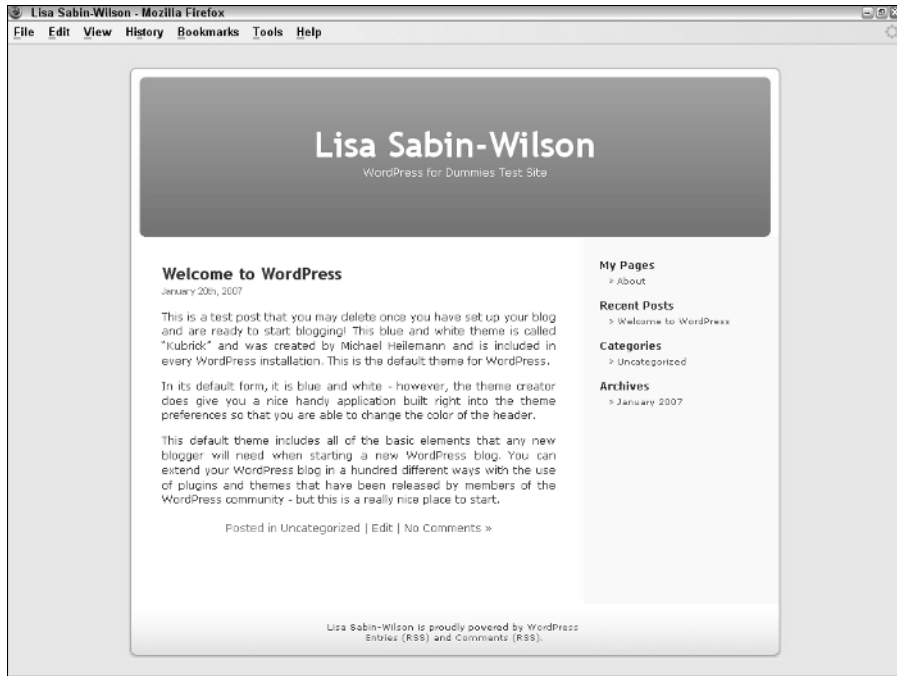 Lisa Sabin-Wilson - Mozilla Firefox
File Edit View History Bookmarks Tools Help
Lisa Sabin-Wilson
WordPress for Dummies Test Site
Welcome to WordPress
January 20th, 2007
This is a test post that you may delete once you have set up your blog
and are ready to start blogging! This blue and white theme is called
"Kubrick" and was created by Michael Heilemann and is included in
every WordPress installation. This is the default theme for WordPress.
In its default form, it is blue and white - however, the theme creator
does give you a nice handy application built right into the theme
preferences so that you are able to change the color of the header.
This default theme includes all of the basic elements that any new
blogger will need when starting a new WordPress blog. You can
extend your WordPress blog in a hundred different ways with the use
of plugins and themes that have been released by members of the
WordPress community - but this is a really nice place to start.
Posted in Uncategorized | Edit | No Comments »
My Pages
» About
Recent Posts
» Welcome to WordPress
Categories
» Uncategorized
Archives
» January 2007
Lisa Sabin-Wilson is proudly powered by WordPress
Entries (RSS) and Comments (RSS).